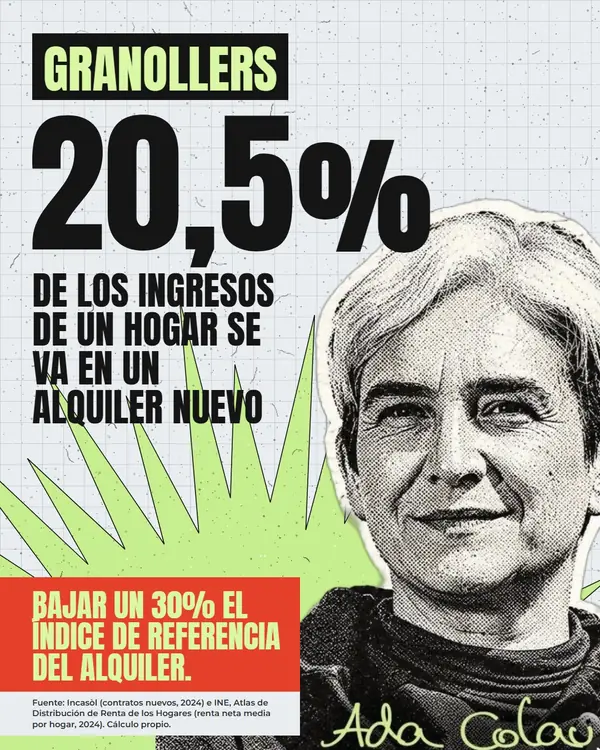 GRANOLLERS
20,5%
DE LOS INGRESOS
DE UN HOGAR SE
VA EN UN
ALQUILER NUEVO
BAJAR UN 30% EL
ÍNDICE DE REFERENCIA
DEL ALQUILER.
Fuente: Incasòl (contratos nuevos, 2024) e INE, Atlas de
Distribución de Renta de los Hogares (renta neta media
por hogar, 2024). Cálculo propio.
Ada Colau